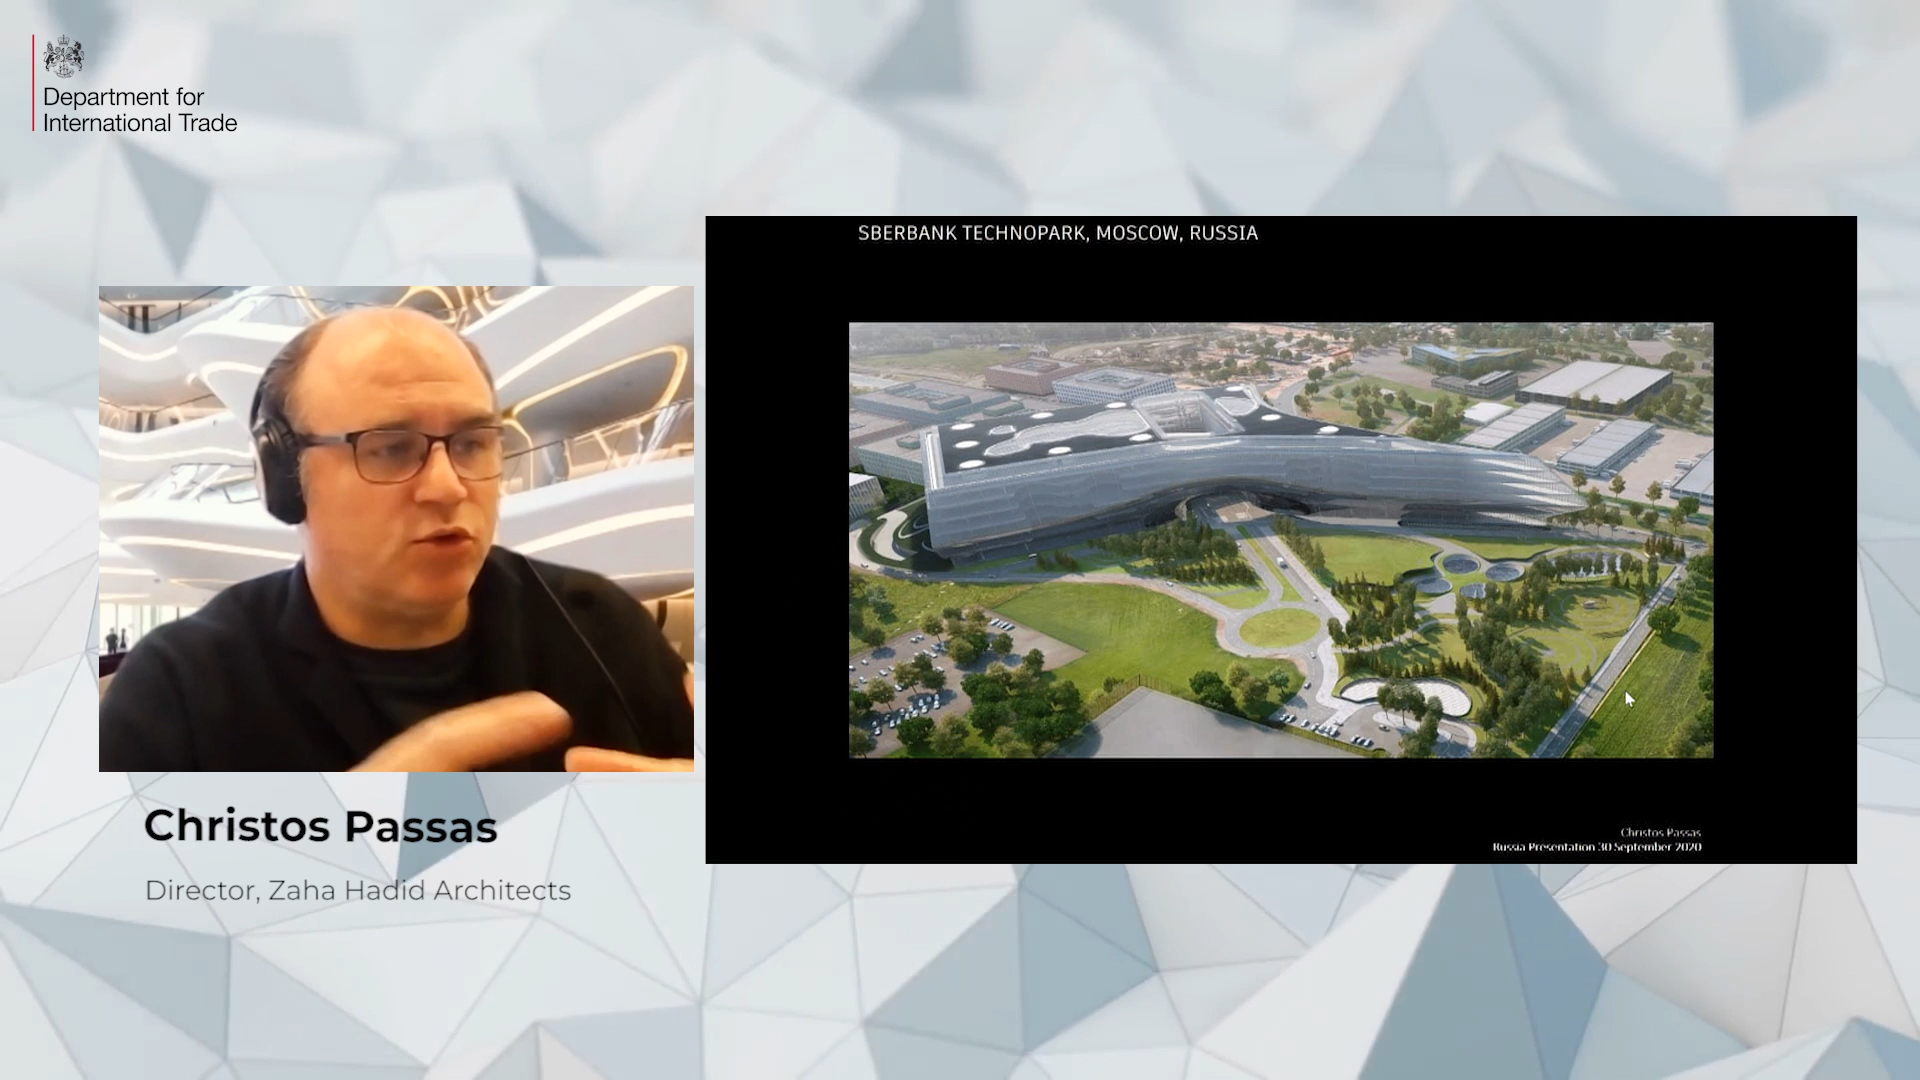 Department for
International Trade
SBERBANK TECHNOPARK, MOSCOW, RUSSIA
Christos Passas
Director, Zaha Hadid Architects
Christos Passas
Russia Presentation 30 September 2020